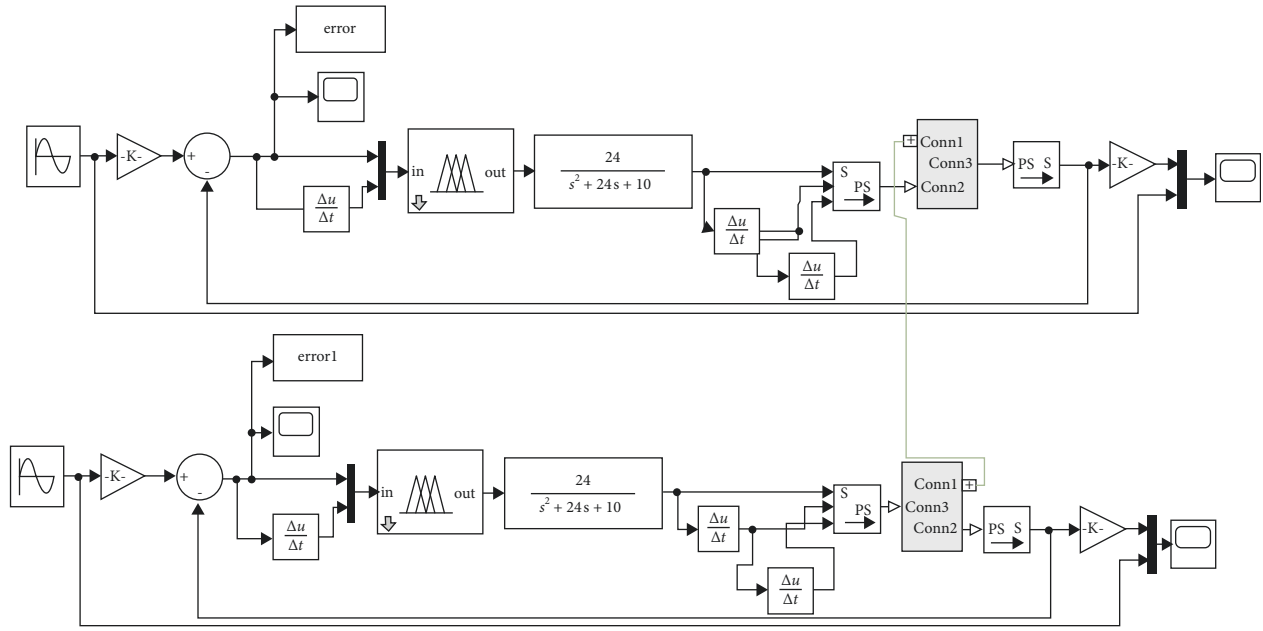 error
-K-
+
-
Δu
Δt
in
out
24
s² + 24s + 10
Δu
Δt
Δu
Δt
S
PS
+
Conn1
Conn3
Conn2
PS S
-K-
error1
-K-
+
-
Δu
Δt
in
out
24
s² + 24s + 10
Δu
Δt
Δu
Δt
S
PS
Conn1
+
Conn3
Conn2
PS S
-K-